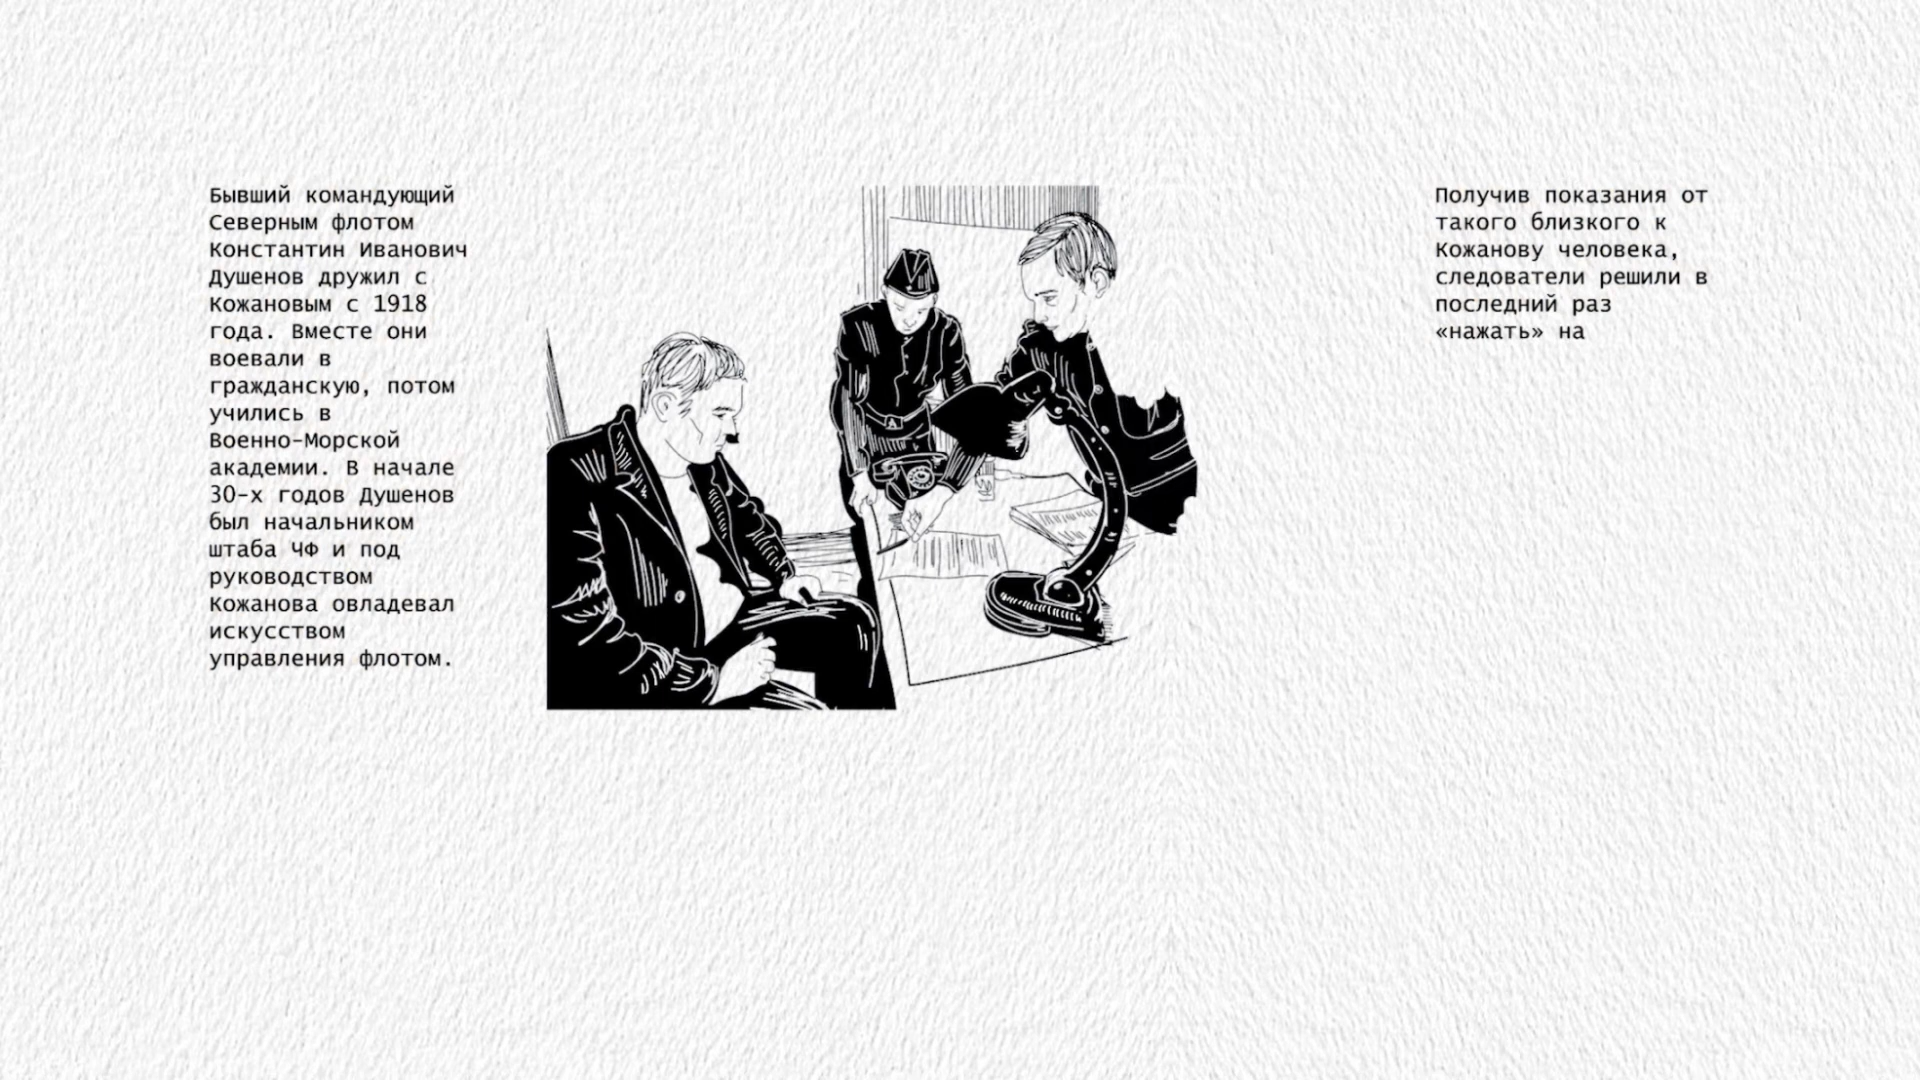 Бывший командующий
Северным флотом
Константин Иванович
Душенов дружил с
Кожановым с 1918
года. Вместе они
воевали в
гражданскую, потом
учились в
Военно-Морской
академии. В начале
30-х годов Душенов
был начальником
штаба ЧФ и под
руководством
Кожанова овладевал
искусством
управления флотом.
Получив показания от
такого близкого к
Кожанову человека,
следователи решили в
последний раз
«нажать» на